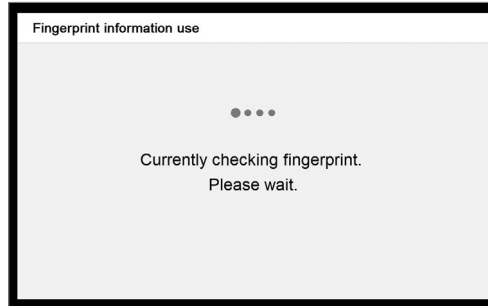 Fingerprint information use
Currently checking fingerprint.
Please wait.